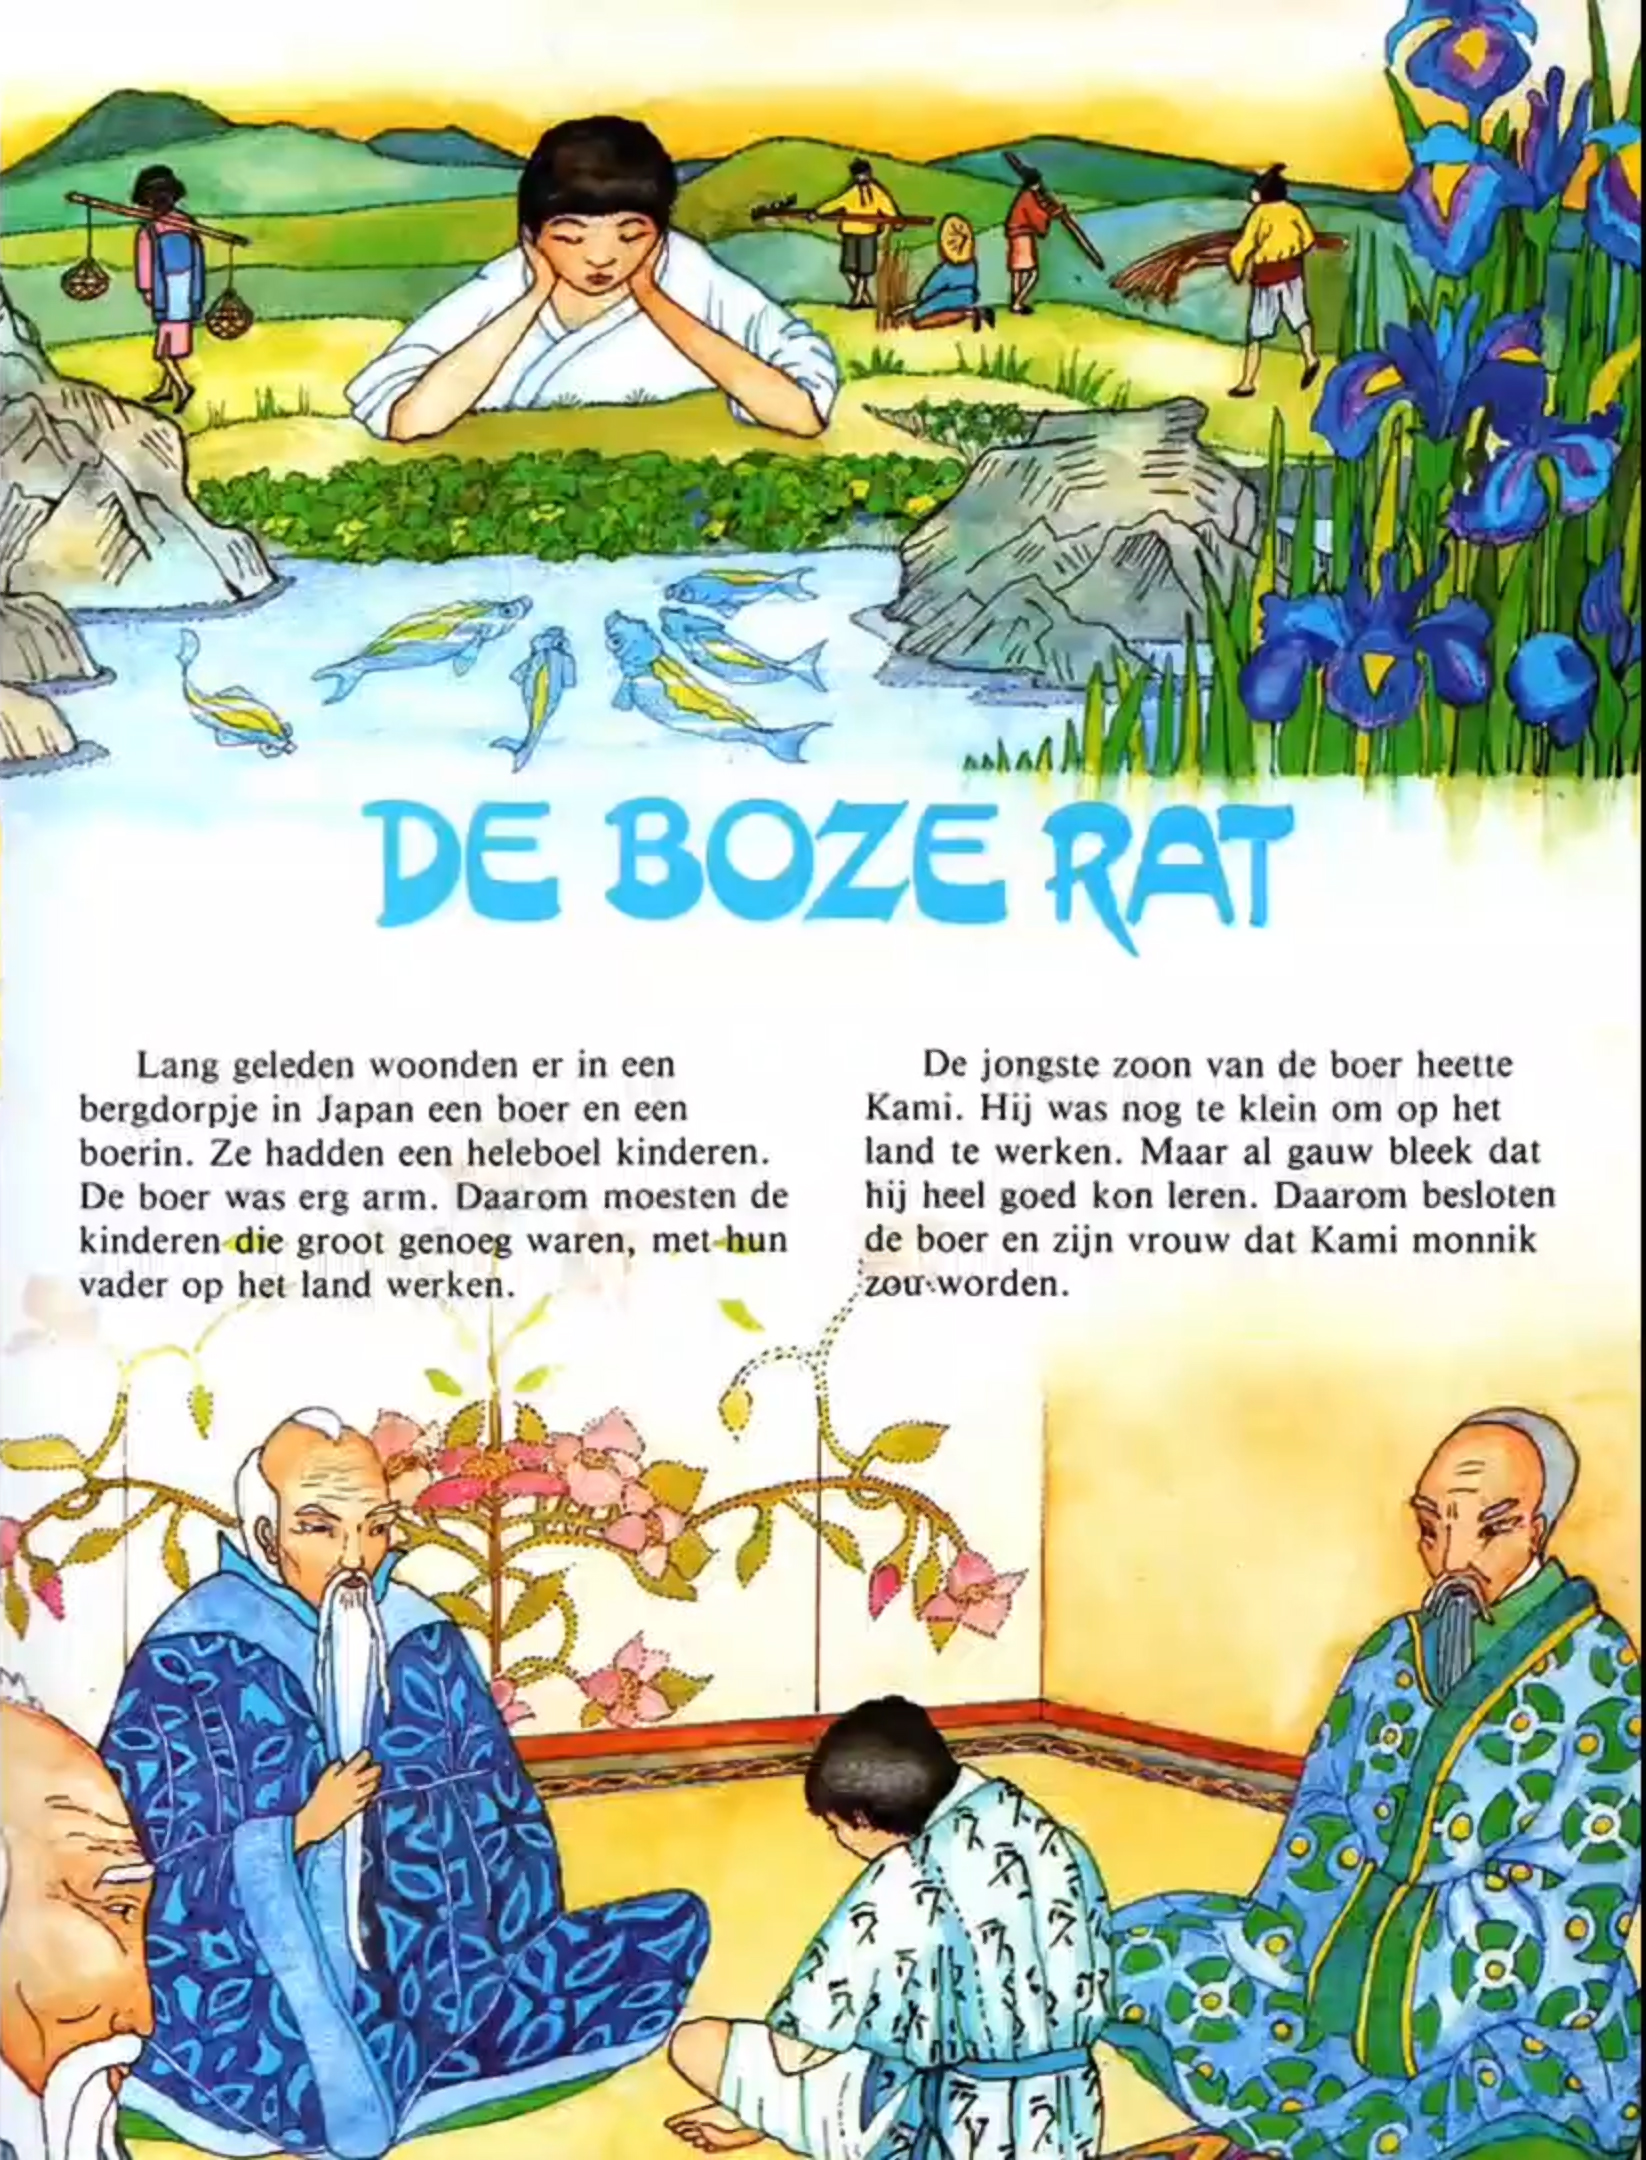 DE BOZE RAT
Lang geleden woonden er in een
bergdorpje in Japan een boer en een
boerin. Ze hadden een heleboel kinderen.
De boer was erg arm. Daarom moesten de
kinderen die groot genoeg waren, met hun
vader op het land werken.
De jongste zoon van de boer heette
Kami. Hij was nog te klein om op het
land te werken. Maar al gauw bleek dat
hij heel goed kon leren. Daarom besloten
de boer en zijn vrouw dat Kami monnik
zou worden.